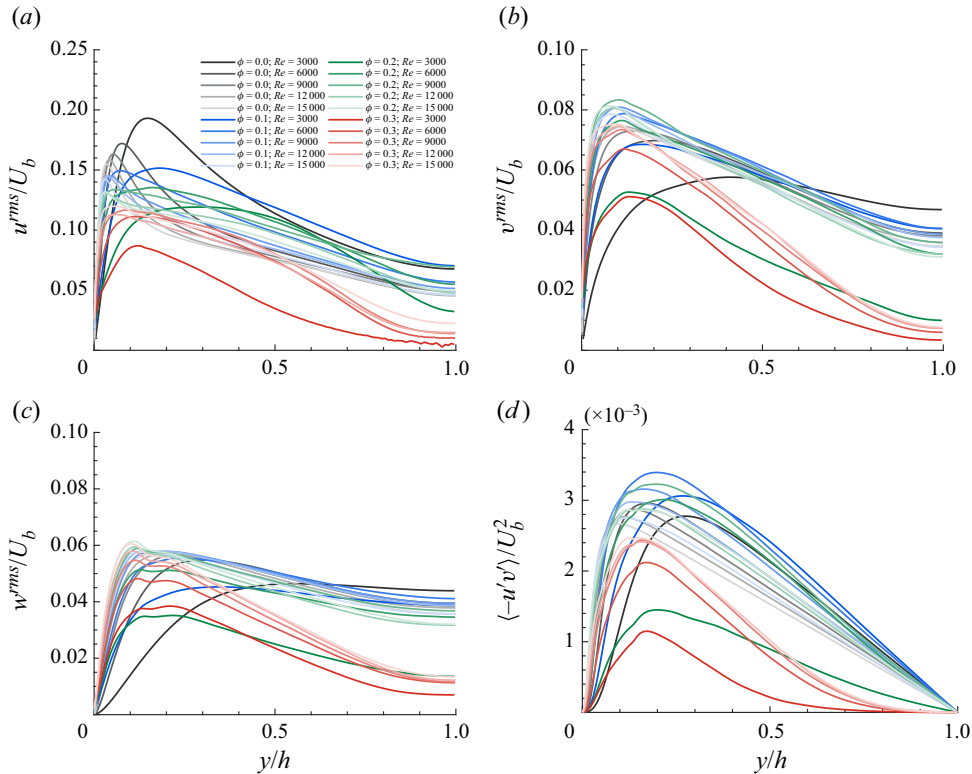 (a)
(b)
0.25
0.20
0.15
0.10
0.05
0
0.5
1.0
u^rms/U_b
ϕ = 0.0; Re = 3000
ϕ = 0.0; Re = 6000
ϕ = 0.0; Re = 9000
ϕ = 0.0; Re = 12 000
ϕ = 0.0; Re = 15 000
ϕ = 0.1; Re = 3000
ϕ = 0.1; Re = 6000
ϕ = 0.1; Re = 9000
ϕ = 0.1; Re = 12 000
ϕ = 0.1; Re = 15 000
ϕ = 0.2; Re = 3000
ϕ = 0.2; Re = 6000
ϕ = 0.2; Re = 9000
ϕ = 0.2; Re = 12 000
ϕ = 0.2; Re = 15 000
ϕ = 0.3; Re = 3000
ϕ = 0.3; Re = 6000
ϕ = 0.3; Re = 9000
ϕ = 0.3; Re = 12 000
ϕ = 0.3; Re = 15 000
0.10
0.08
0.06
0.04
0.02
0
0.5
1.0
v^rms/U_b
(c)
(d)
0.10
0.08
0.06
0.04
0.02
0
0.5
1.0
w^rms/U_b
y/h
(×10⁻³)
4
3
2
1
0
0.5
1.0
⟨−u′v′⟩/U_b^2
y/h